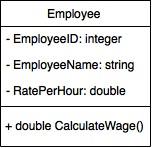 Employee
- EmployeeID: integer
- EmployeeName: string
- RatePerHour: double
+ double CalculateWage()